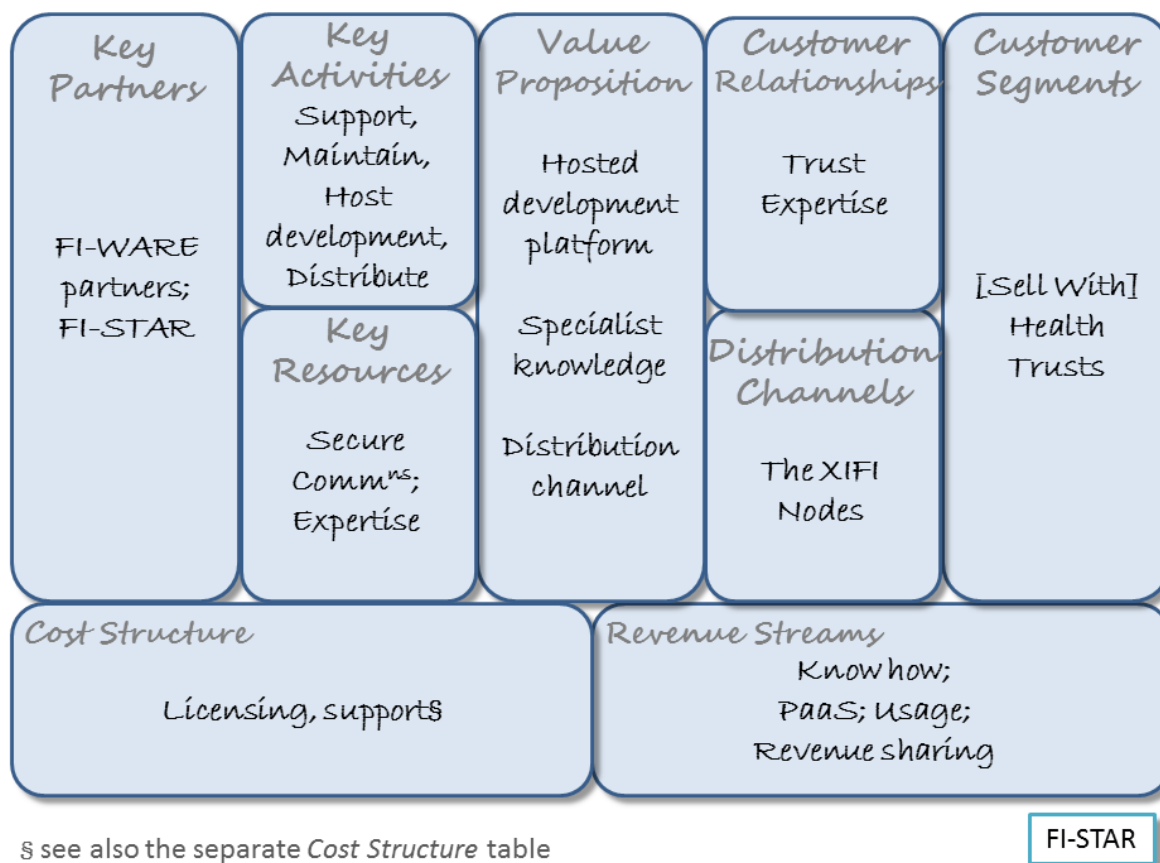 Key
Partners
FI-WARE
partners;
FI-STAR
Key
Activities
Support,
Maintain,
Host
development,
Distribute
Key
Resources
Secure
Commⁿˢ;
Expertise
Value
Proposition
Hosted
development
platform
Specialist
knowledge
Distribution
channel
Customer
Relationships
Trust
Expertise
Distribution
Channels
The XIFI
Nodes
Customer
Segments
[Sell With]
Health
Trusts
Cost Structure
Licensing, support§
Revenue Streams
Know how;
PaaS; Usage;
Revenue sharing
§ see also the separate Cost Structure table
FI-STAR